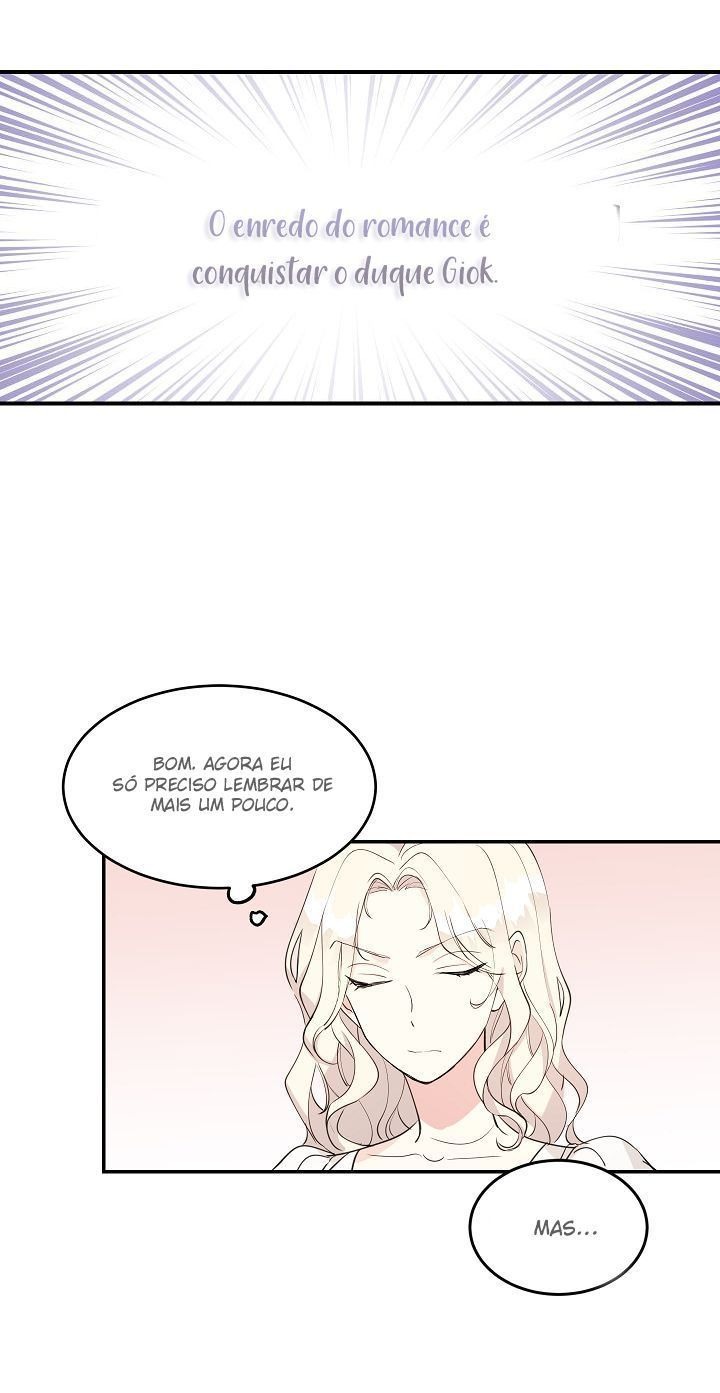 O enredo do romance é
conquistar o duque Giok.
BOM. AGORA EU
SÓ PRECISO LEMBRAR DE
MAIS UM POUCO.
MAS...